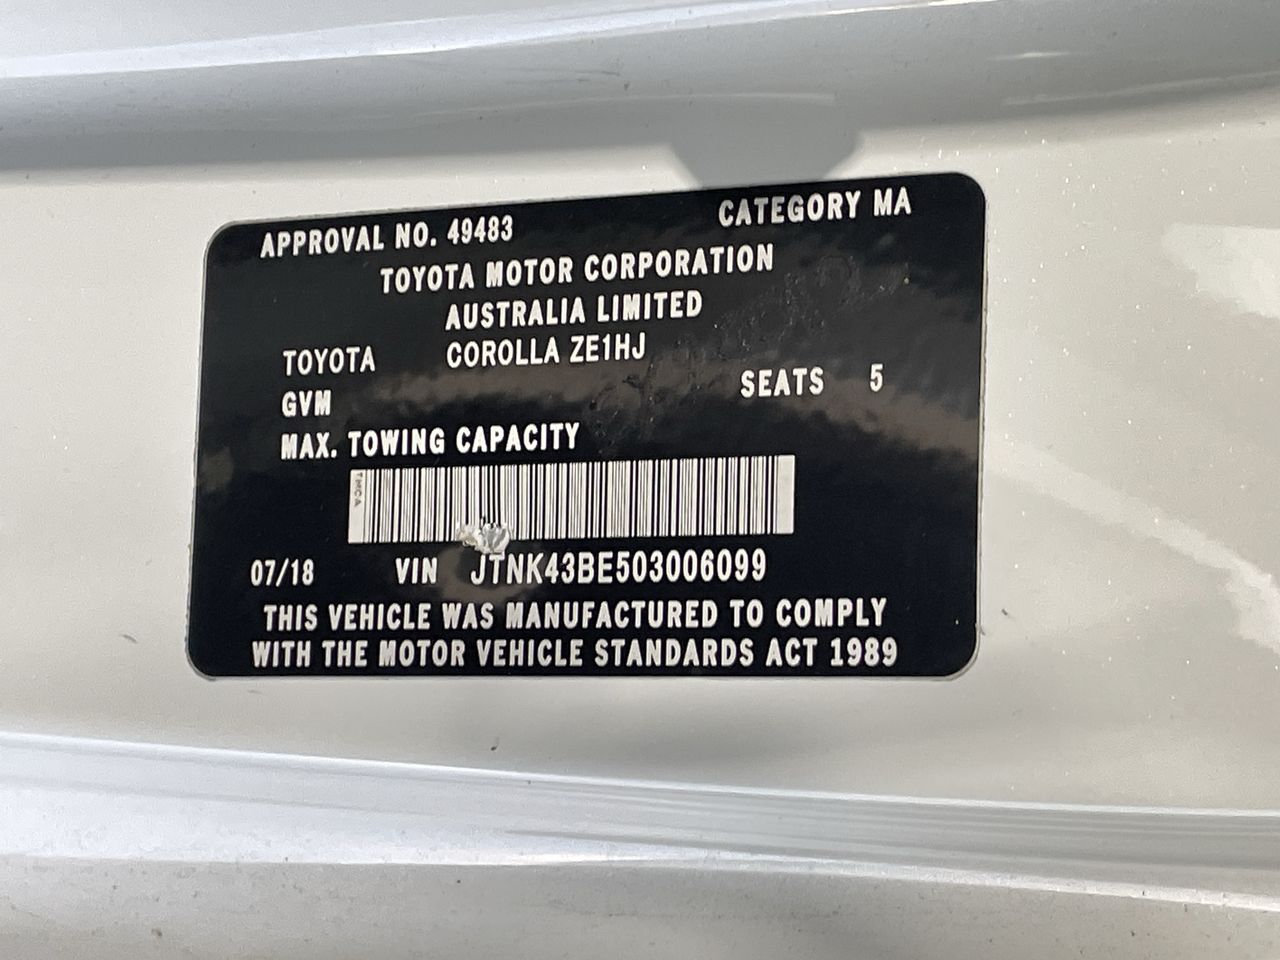 APPROVAL NO. 49483 CATEGORY MA
TOYOTA MOTOR CORPORATION
AUSTRALIA LIMITED
TOYOTA COROLLA ZE1HJ
GVM SEATS 5
MAX. TOWING CAPACITY
TMCA
07/18 VIN JTNK43BE503006099
THIS VEHICLE WAS MANUFACTURED TO COMPLY
WITH THE MOTOR VEHICLE STANDARDS ACT 1989